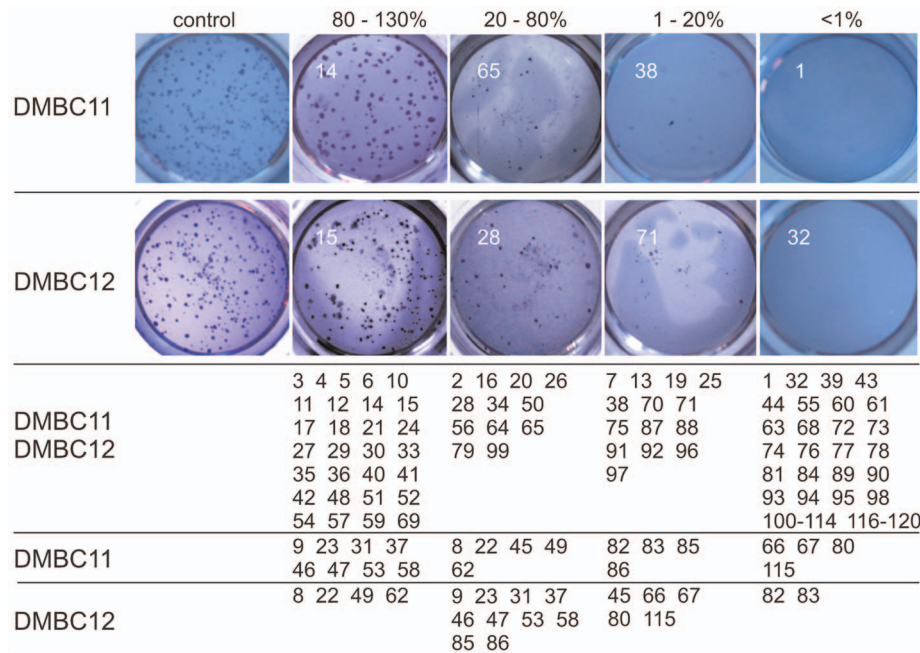 control 80 - 130% 20 - 80% 1 - 20% <1%
DMBC11 14 65 38 1
DMBC12 15 28 71 32
DMBC11
DMBC12
3 4 5 6 10
11 12 14 15
17 18 21 24
27 29 30 33
35 36 40 41
42 48 51 52
54 57 59 69
2 16 20 26
28 34 50
56 64 65
79 99
7 13 19 25
38 70 71
75 87 88
91 92 96
97
1 32 39 43
44 55 60 61
63 68 72 73
74 76 77 78
81 84 89 90
93 94 95 98
100-114 116-120
DMBC11
9 23 31 37
46 47 53 58
8 22 45 49
62
82 83 85
86
66 67 80
115
DMBC12
8 22 49 62
9 23 31 37
46 47 53 58
85 86
45 66 67
80 115
82 83